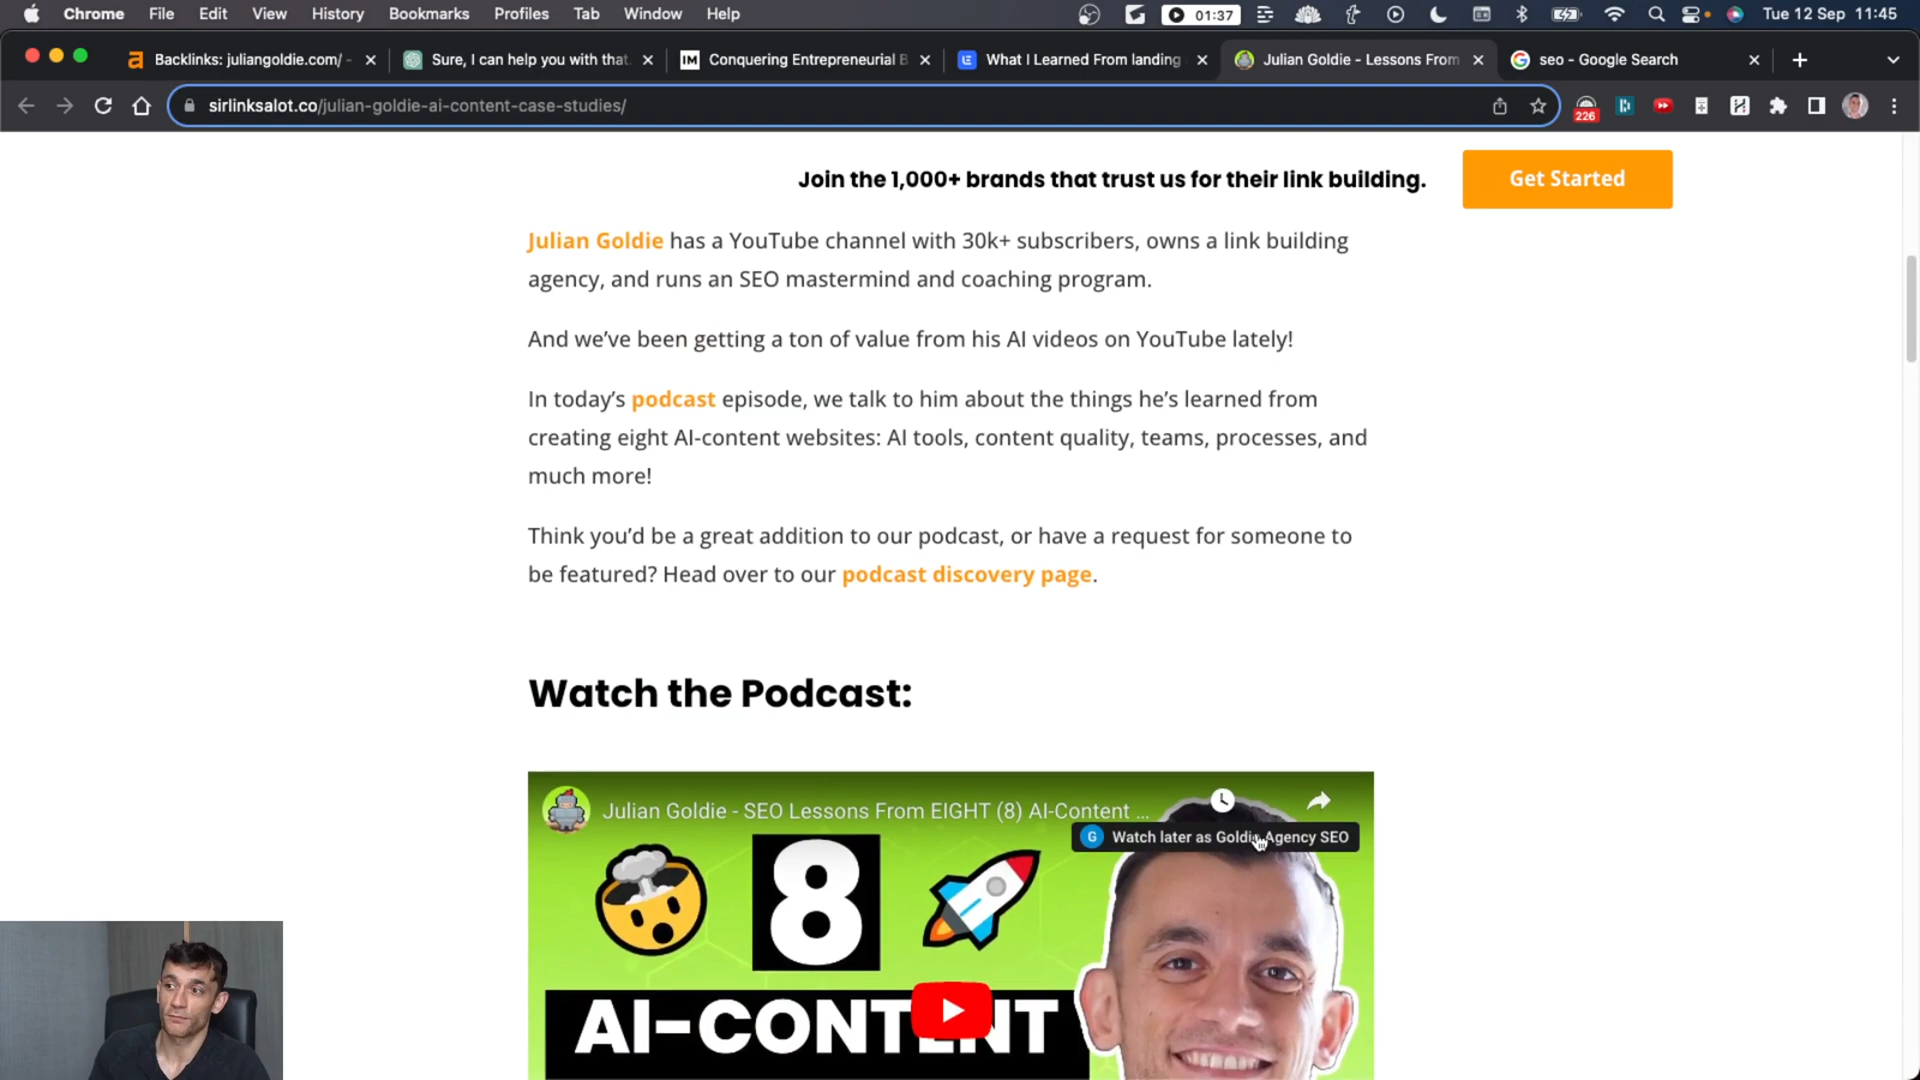 Chrome File Edit View History Bookmarks Profiles Tab Window Help 01:37 Tue 12 Sep 11:45
Backlinks: juliangoldie.com/ - Sure, I can help you with that. IM Conquering Entrepreneurial B What I Learned From landing Julian Goldie - Lessons From seo - Google Search
sirlinksalot.co/julian-goldie-ai-content-case-studies/ 226
Join the 1,000+ brands that trust us for their link building. Get Started
Julian Goldie has a YouTube channel with 30k+ subscribers, owns a link building
agency, and runs an SEO mastermind and coaching program.
And we’ve been getting a ton of value from his AI videos on YouTube lately!
In today’s podcast episode, we talk to him about the things he’s learned from
creating eight AI-content websites: AI tools, content quality, teams, processes, and
much more!
Think you’d be a great addition to our podcast, or have a request for someone to
be featured? Head over to our podcast discovery page.
Watch the Podcast:
Julian Goldie - SEO Lessons From EIGHT (8) AI-Content ...
G Watch later as Goldie Agency SEO
8
AI-CONTENT